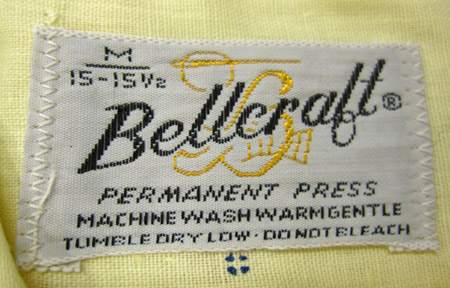 M
15-15½
Bellcraft®
PERMANENT PRESS
MACHINE WASH WARM GENTLE
TUMBLE DRY LOW · DO NOT BLEACH